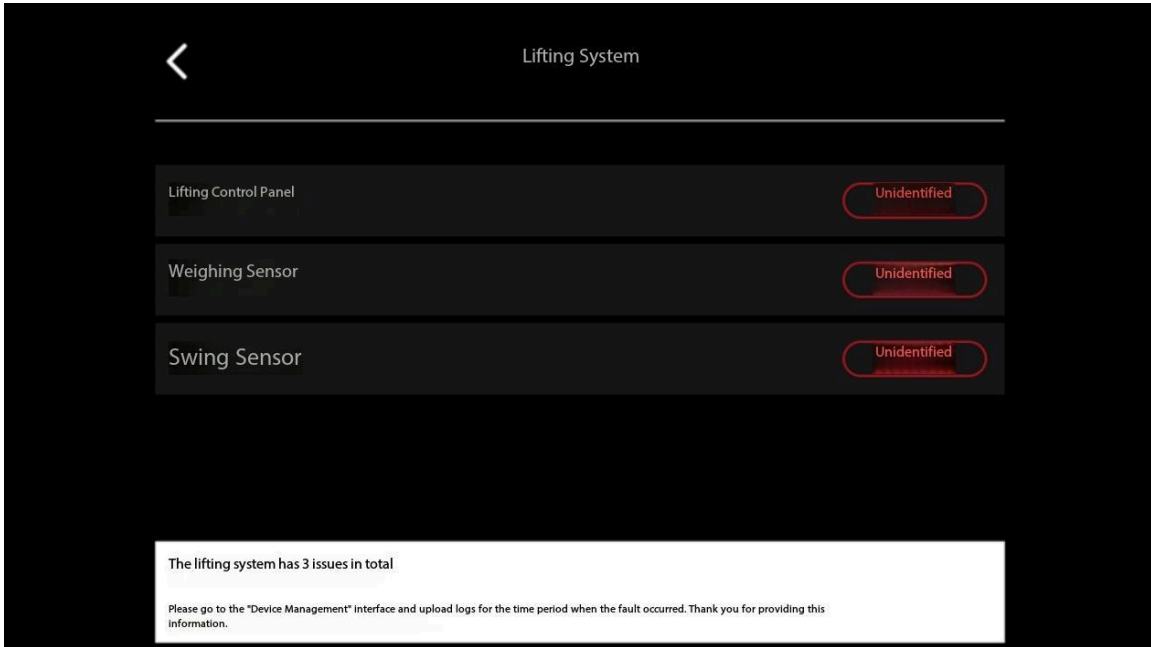 Lifting System
Lifting Control Panel
Unidentified
Weighing Sensor
Unidentified
Swing Sensor
Unidentified
The lifting system has 3 issues in total
Please go to the "Device Management" interface and upload logs for the time period when the fault occurred. Thank you for providing this
information.